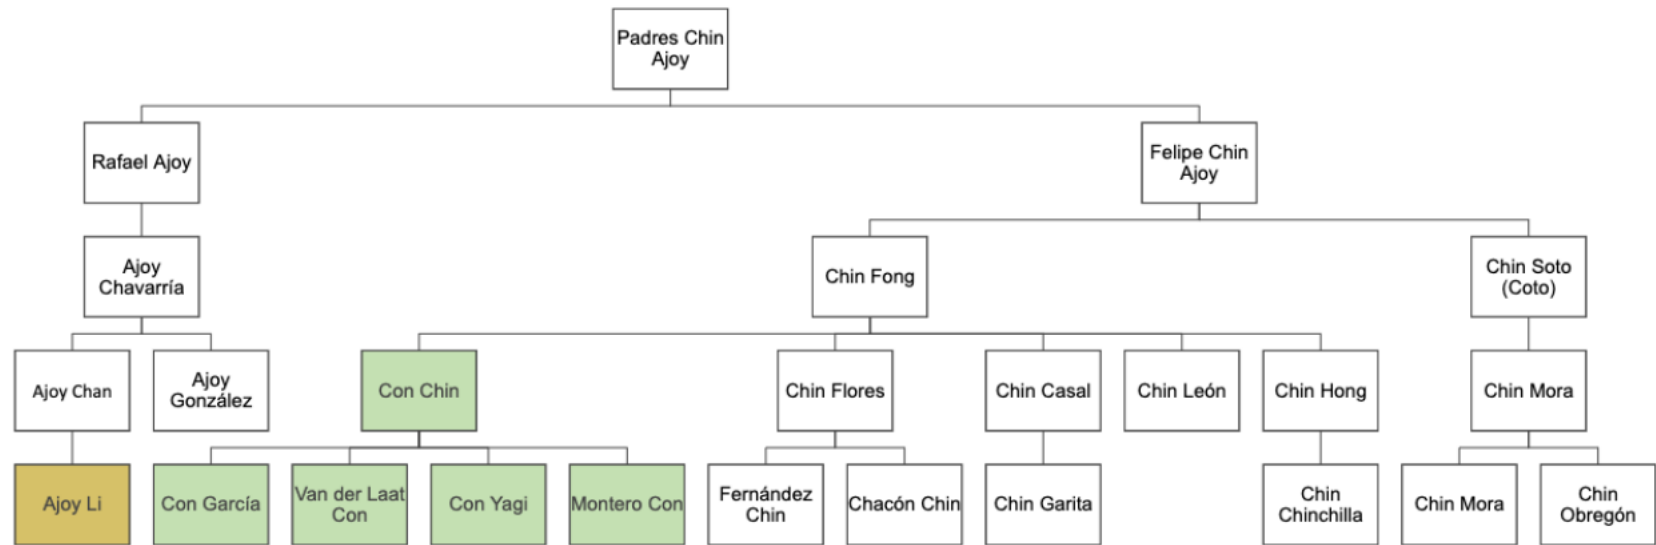 Padres Chin
Ajoy
Rafael Ajoy
Felipe Chin
Ajoy
Ajoy
Chavarría
Chin Fong
Chin Soto
(Coto)
Ajoy Chan
Ajoy
González
Con Chin
Chin Flores
Chin Casal
Chin León
Chin Hong
Chin Mora
Ajoy Li
Con García
Van der Laat
Con
Con Yagi
Montero Con
Fernández
Chin
Chacón Chin
Chin Garita
Chin
Chinchilla
Chin Mora
Chin
Obregón